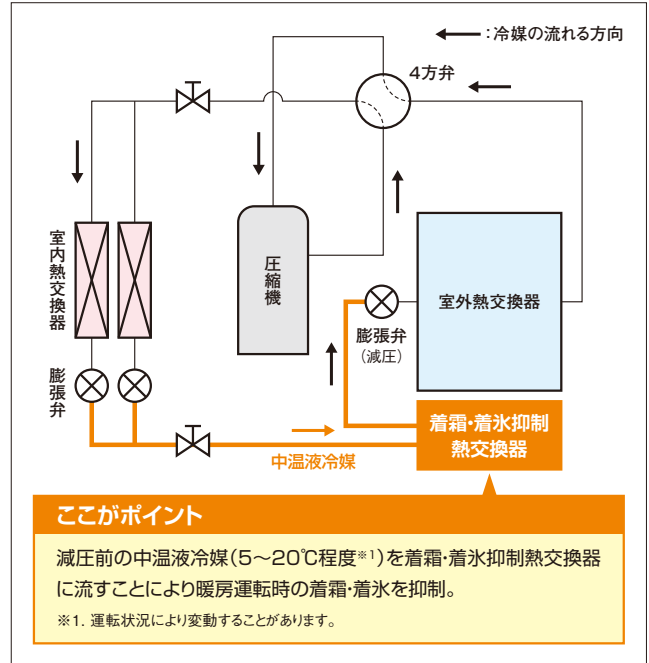 ：冷媒の流れる方向
4方弁
室内熱交換器
圧縮機
室外熱交換器
膨張弁
（減圧）
膨張弁
着霜・着氷抑制
熱交換器
中温液冷媒
ここがポイント
減圧前の中温液冷媒（5～20℃程度※1）を着霜・着氷抑制熱交換器
に流すことにより暖房運転時の着霜・着氷を抑制。
※1. 運転状況により変動することがあります。